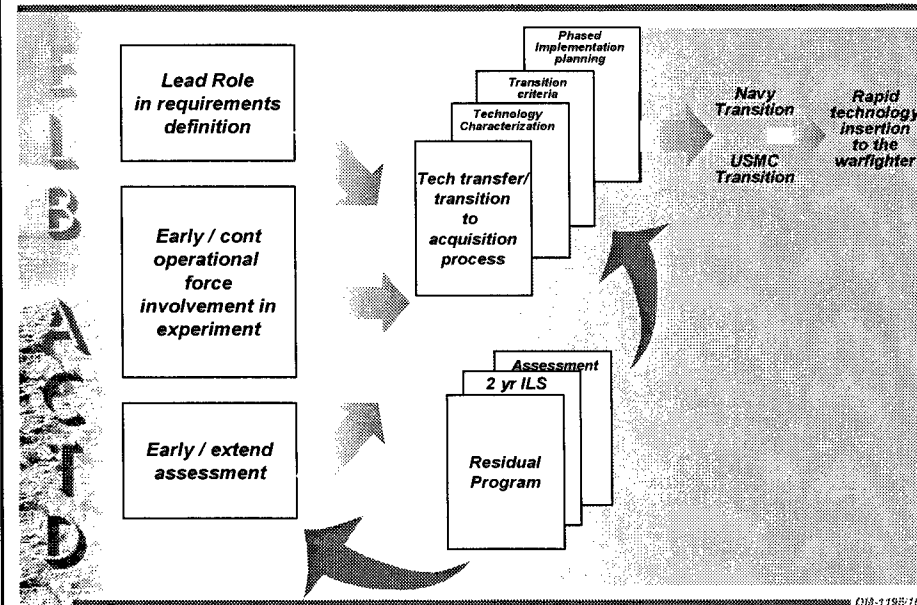 ELB ACTD
Lead Role
in requirements
definition
Early / cont
operational
force
involvement in
experiment
Early / extend
assessment
Phased
Implementation
planning
Transition
criteria
Technology
Characterization
Tech transfer/
transition
to
acquisition
process
Assessment
2 yr ILS
Residual
Program
Navy
Transition
USMC
Transition
Rapid
technology
insertion
to the
warfighter